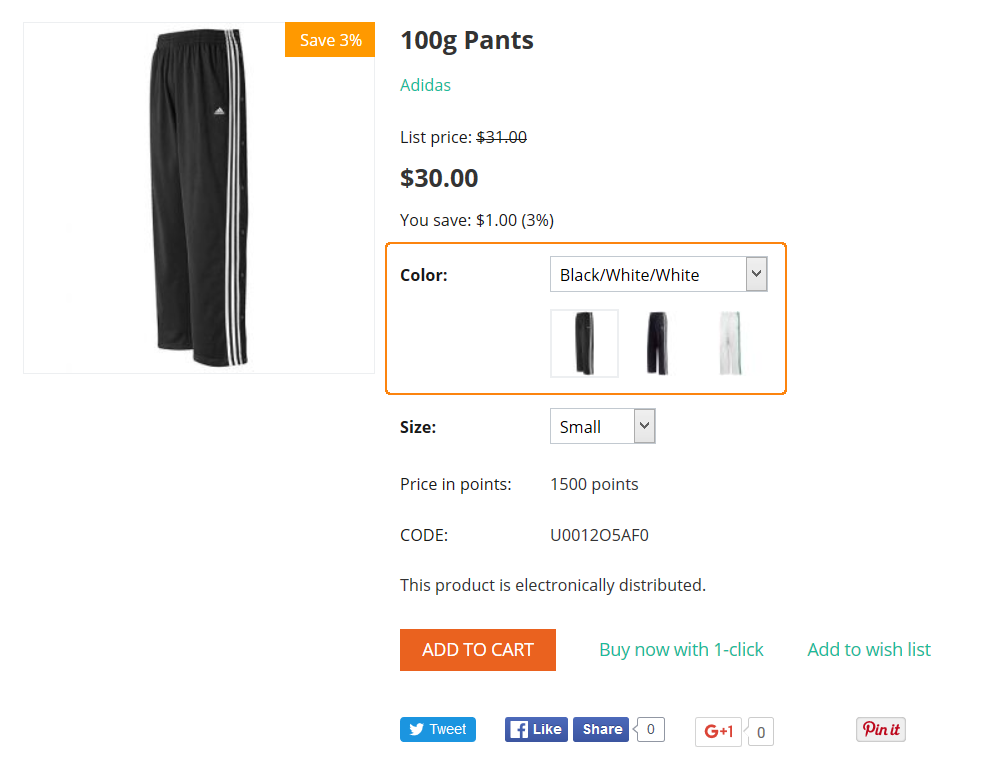 Save 3%
100g Pants
Adidas
List price: $31.00
$30.00
You save: $1.00 (3%)
Color: Black/White/White
Size: Small
Price in points: 1500 points
CODE: U0012O5AF0
This product is electronically distributed.
ADD TO CART Buy now with 1-click Add to wish list
Tweet Like Share 0 G+1 0 Pin it